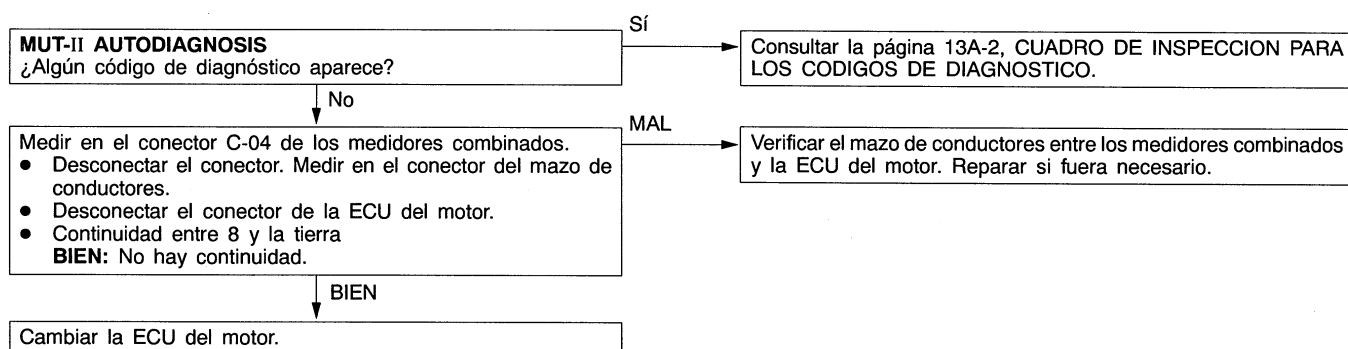 MUT-II AUTODIAGNOSIS
¿Algún código de diagnóstico aparece?
Sí
Consultar la página 13A-2, CUADRO DE INSPECCION PARA
LOS CODIGOS DE DIAGNOSTICO.
No
Medir en el conector C-04 de los medidores combinados.
● Desconectar el conector. Medir en el conector del mazo de
conductores.
● Desconectar el conector de la ECU del motor.
● Continuidad entre 8 y la tierra
BIEN: No hay continuidad.
MAL
Verificar el mazo de conductores entre los medidores combinados
y la ECU del motor. Reparar si fuera necesario.
BIEN
Cambiar la ECU del motor.